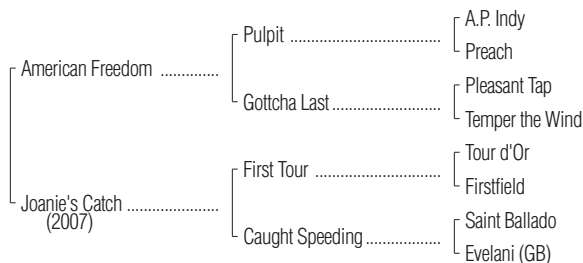 American Freedom ..............
Pulpit .......................................
A.P. Indy
Preach
Gottcha Last ............................
Pleasant Tap
Temper the Wind
Joanie's Catch ......................
(2007)
First Tour ................................
Tour d'Or
Firstfield
Caught Speeding ...................
Saint Ballado
Evelani (GB)